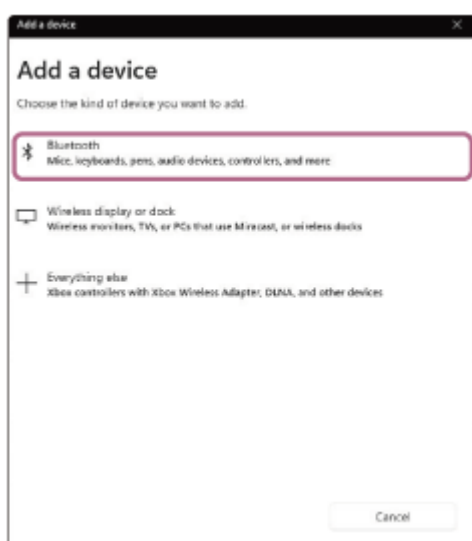 Add a device
Add a device
Choose the kind of device you want to add.
Bluetooth
Mice, keyboards, pens, audio devices, controllers, and more
Wireless display or dock
Wireless monitors, TVs, or PCs that use Miracast, or wireless docks
Everything else
Xbox controllers with Xbox Wireless Adapter, DLNA, and other devices
Cancel